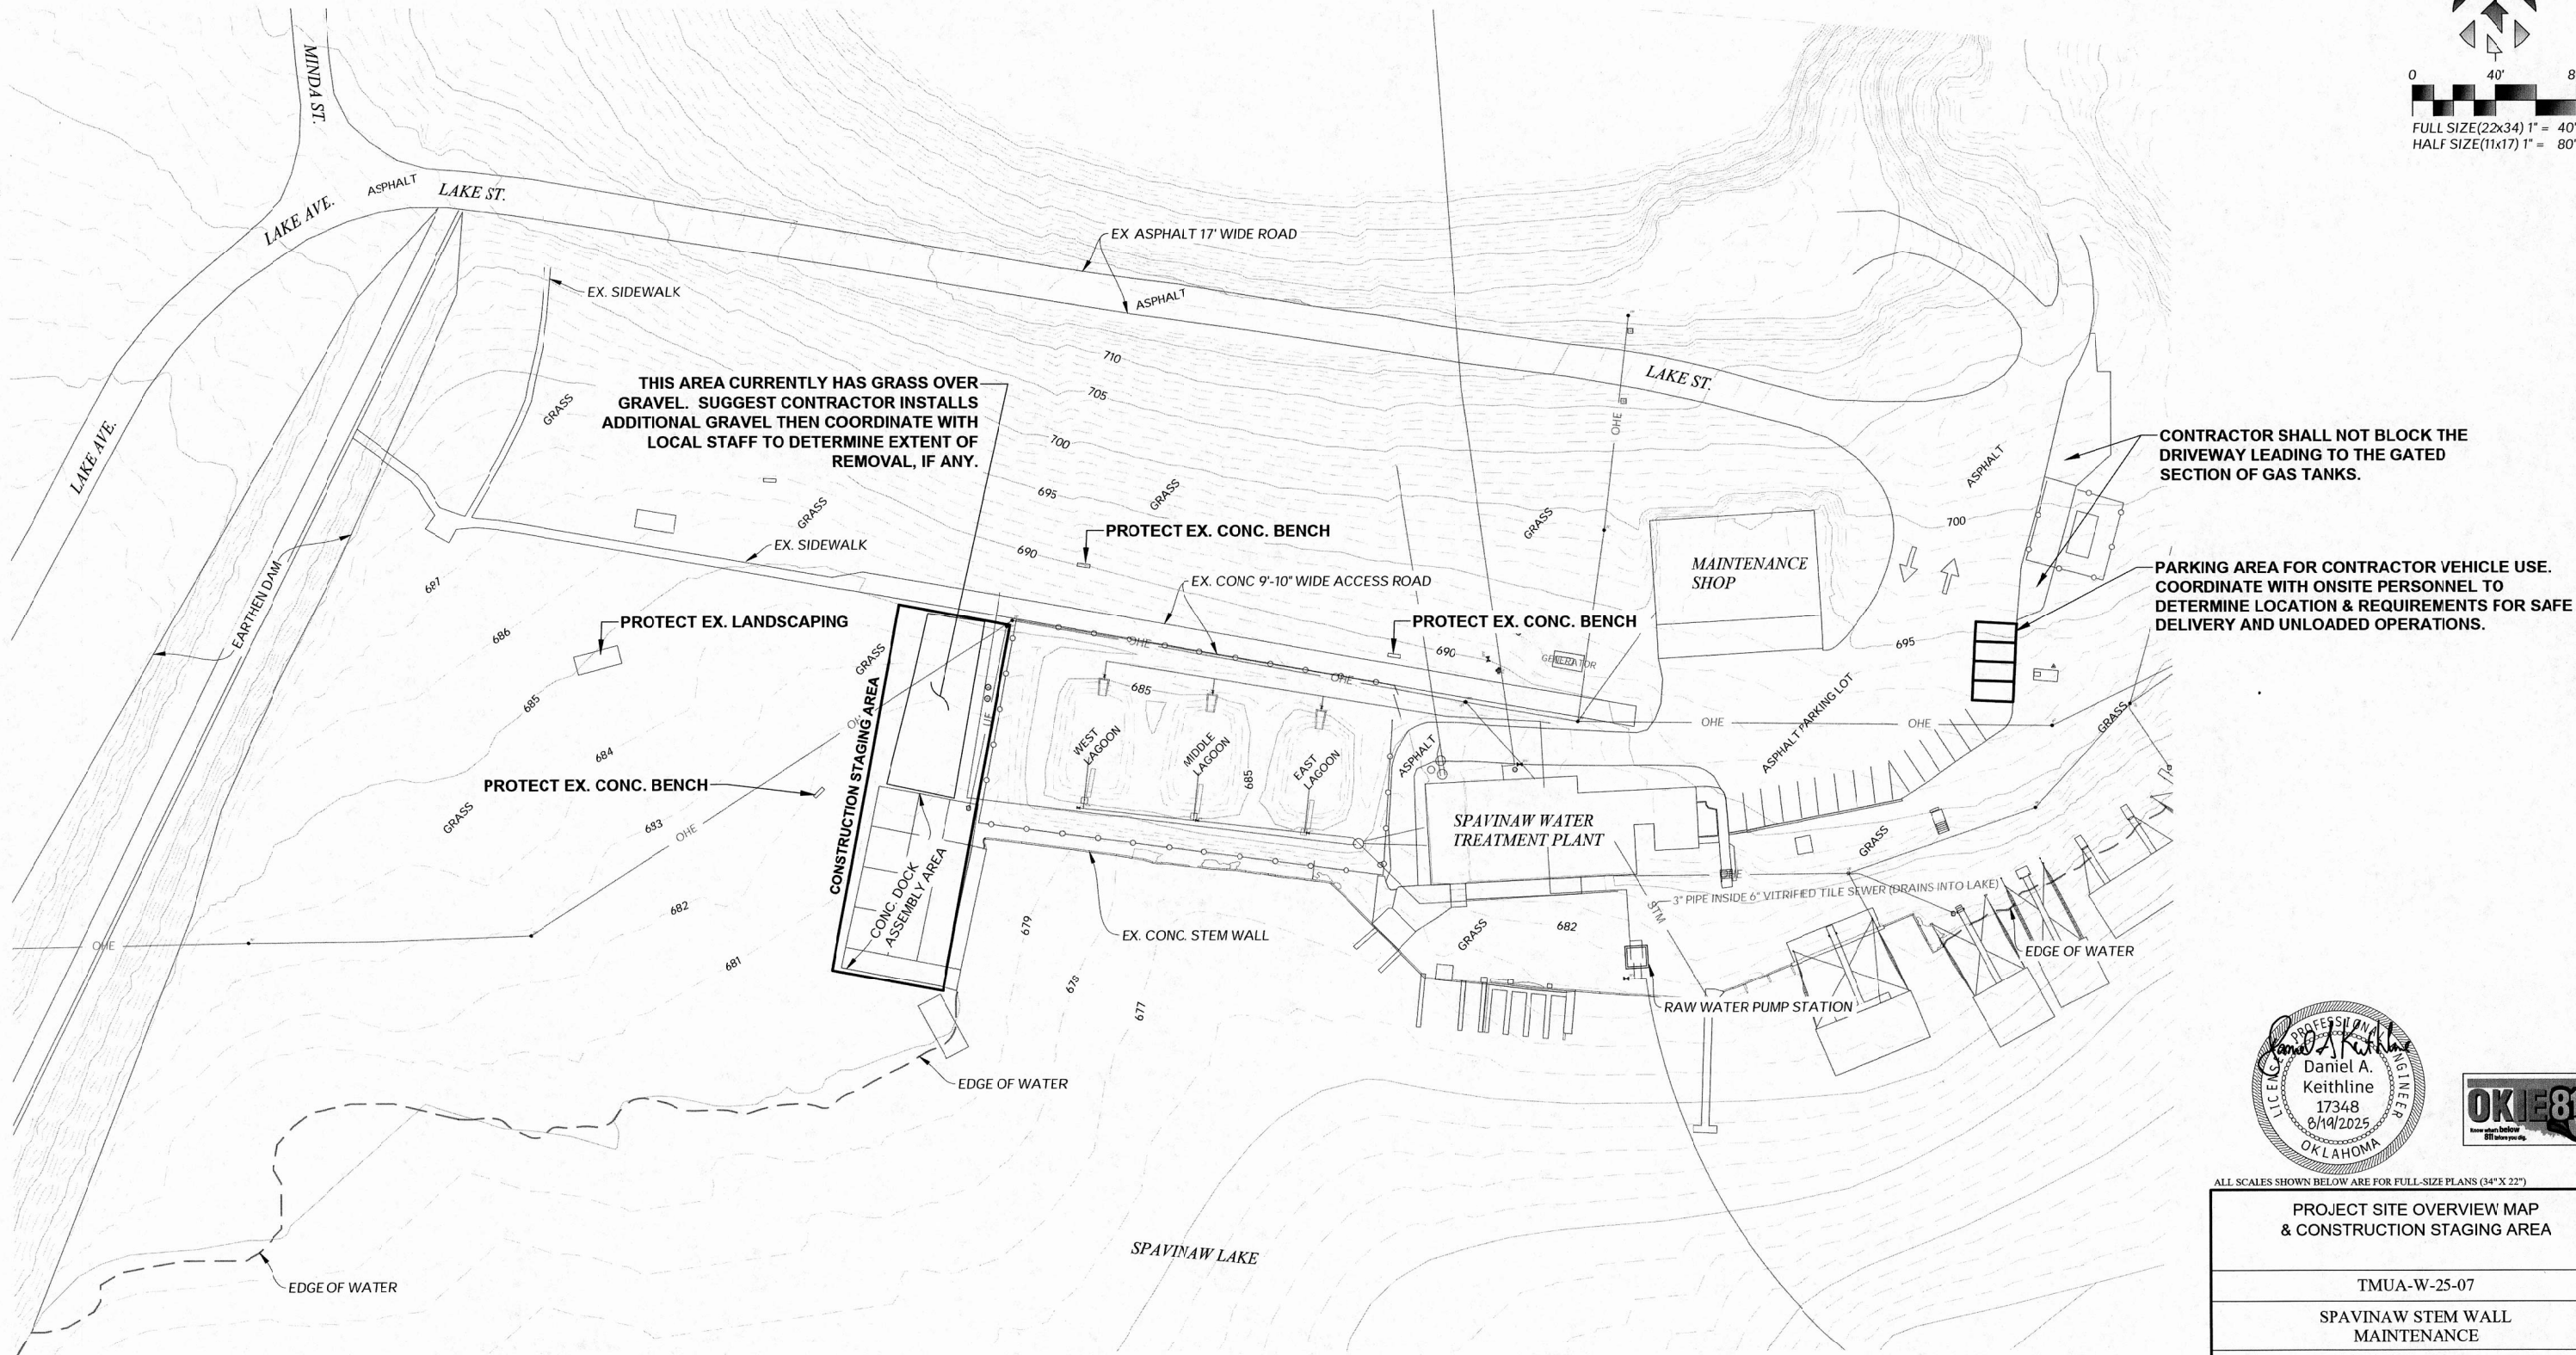 MINDA ST.
LAKE AVE.
ASPHALT
LAKE ST.
0 40'
FULL SIZE(22x34) 1" = 40'
HALF SIZE(11x17) 1" = 80'
EX ASPHALT 17' WIDE ROAD
ASPHALT
EX. SIDEWALK
710
705
700
695
690
LAKE ST.
OHE
LAKE AVE.
GRASS
THIS AREA CURRENTLY HAS GRASS OVER
GRAVEL. SUGGEST CONTRACTOR INSTALLS
ADDITIONAL GRAVEL THEN COORDINATE WITH
LOCAL STAFF TO DETERMINE EXTENT OF
REMOVAL, IF ANY.
GRASS
GRASS
GRASS
ASPHALT
700
CONTRACTOR SHALL NOT BLOCK THE
DRIVEWAY LEADING TO THE GATED
SECTION OF GAS TANKS.
EX. SIDEWALK
PROTECT EX. CONC. BENCH
EX. CONC 9'-10" WIDE ACCESS ROAD
MAINTENANCE
SHOP
PARKING AREA FOR CONTRACTOR VEHICLE USE.
COORDINATE WITH ONSITE PERSONNEL TO
DETERMINE LOCATION & REQUIREMENTS FOR SAFE
DELIVERY AND UNLOADED OPERATIONS.
EARTHEN DAM
687
686
685
684
683
682
681
PROTECT EX. LANDSCAPING
PROTECT EX. CONC. BENCH
690
GENERATOR
695
GRASS
OHE
OHE
685
CONSTRUCTION STAGING AREA
WEST
LAGOON
MIDDLE
LAGOON
685
EAST
LAGOON
ASPHALT
OHE
OHE
ASPHALT PARKING LOT
GRASS
PROTECT EX. CONC. BENCH
GRASS
OHE
OHE
CONC. DOCK
ASSEMBLY AREA
SPAVINAW WATER
TREATMENT PLANT
GRASS
3" PIPE INSIDE 6" VITRIFIED TILE SEWER (DRAINS INTO LAKE)
STM
679
678
677
EX. CONC. STEM WALL
GRASS
682
EDGE OF WATER
RAW WATER PUMP STATION
EDGE OF WATER
EDGE OF WATER
SPAVINAW LAKE
LICENSED PROFESSIONAL ENGINEER
Daniel A.
Keithline
17348
8/19/2025
OKLAHOMA
OKIE81
Know what's below
811 before you dig.
ALL SCALES SHOWN BELOW ARE FOR FULL-SIZE PLANS (34" X 22")
PROJECT SITE OVERVIEW MAP
& CONSTRUCTION STAGING AREA
TMUA-W-25-07
SPAVINAW STEM WALL
MAINTENANCE